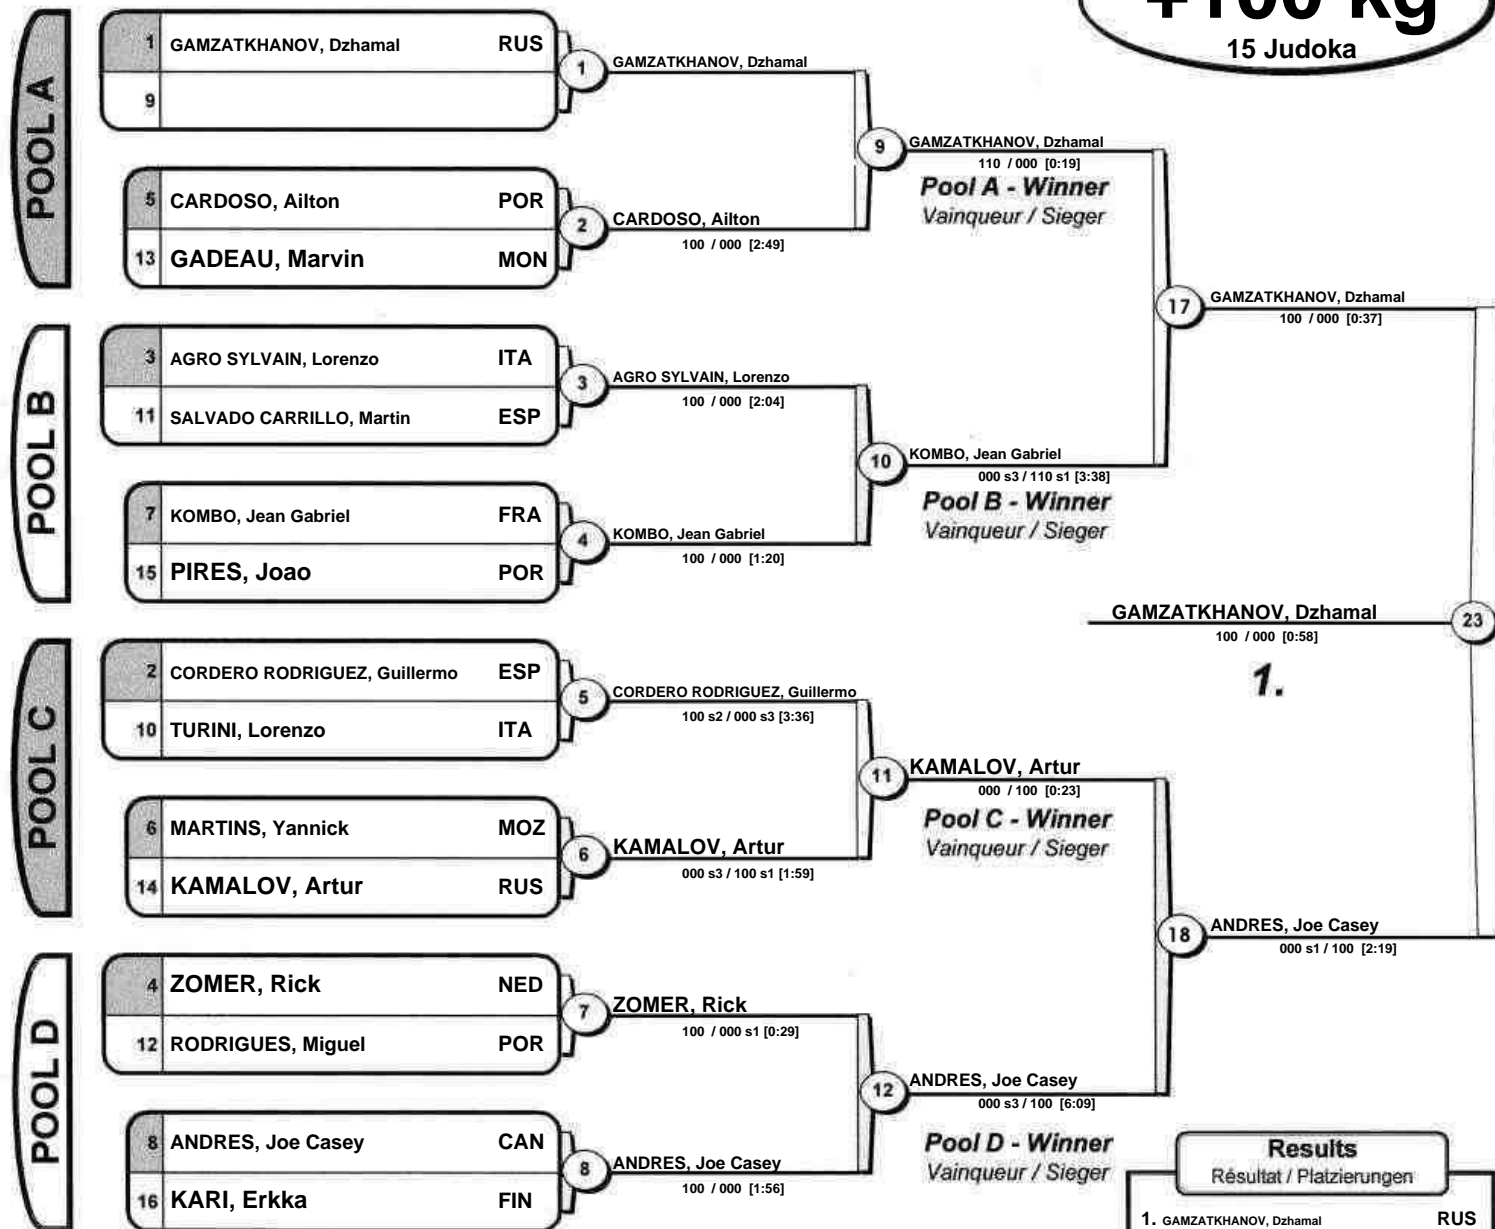 +100 kg
15 Judoka
POOL A
1 GAMZATKHANOV, Dzhamal RUS
9
1 GAMZATKHANOV, Dzhamal
5 CARDOSO, Ailton POR
13 GADEAU, Marvin MON
2 CARDOSO, Ailton
100 / 000 [2:49]
9 GAMZATKHANOV, Dzhamal
110 / 000 [0:19]
Pool A - Winner
Vainqueur / Sieger
POOL B
3 AGRO SYLVAIN, Lorenzo ITA
11 SALVADO CARRILLO, Martin ESP
3 AGRO SYLVAIN, Lorenzo
100 / 000 [2:04]
7 KOMBO, Jean Gabriel FRA
15 PIRES, Joao POR
4 KOMBO, Jean Gabriel
100 / 000 [1:20]
10 KOMBO, Jean Gabriel
000 s3 / 110 s1 [3:38]
Pool B - Winner
Vainqueur / Sieger
17 GAMZATKHANOV, Dzhamal
100 / 000 [0:37]
GAMZATKHANOV, Dzhamal 23
100 / 000 [0:58]
1.
POOL C
2 CORDERO RODRIGUEZ, Guillermo ESP
10 TURINI, Lorenzo ITA
5 CORDERO RODRIGUEZ, Guillermo
100 s2 / 000 s3 [3:36]
6 MARTINS, Yannick MOZ
14 KAMALOV, Artur RUS
6 KAMALOV, Artur
000 s3 / 100 s1 [1:59]
11 KAMALOV, Artur
000 / 100 [0:23]
Pool C - Winner
Vainqueur / Sieger
18 ANDRES, Joe Casey
000 s1 / 100 [2:19]
POOL D
4 ZOMER, Rick NED
12 RODRIGUES, Miguel POR
7 ZOMER, Rick
100 / 000 s1 [0:29]
8 ANDRES, Joe Casey CAN
16 KARI, Erkka FIN
8 ANDRES, Joe Casey
100 / 000 [1:56]
12 ANDRES, Joe Casey
000 s3 / 100 [6:09]
Pool D - Winner
Vainqueur / Sieger
Results
Résultat / Platzierungen
1. GAMZATKHANOV, Dzhamal RUS